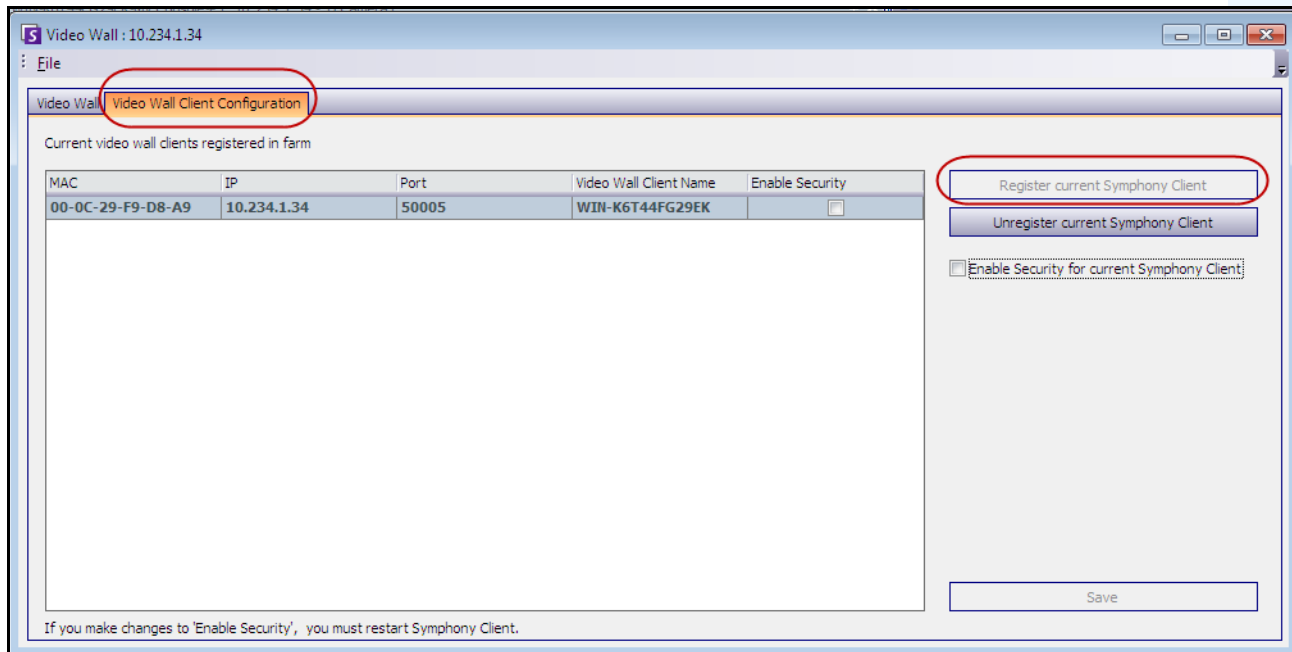 Video Wall : 10.234.1.34
File
Video Wall Video Wall Client Configuration
Current video wall clients registered in farm
MAC IP Port Video Wall Client Name Enable Security
00-0C-29-F9-D8-A9 10.234.1.34 50005 WIN-K6T44FG29EK
Register current Symphony Client
Unregister current Symphony Client
Enable Security for current Symphony Client
Save
If you make changes to 'Enable Security', you must restart Symphony Client.